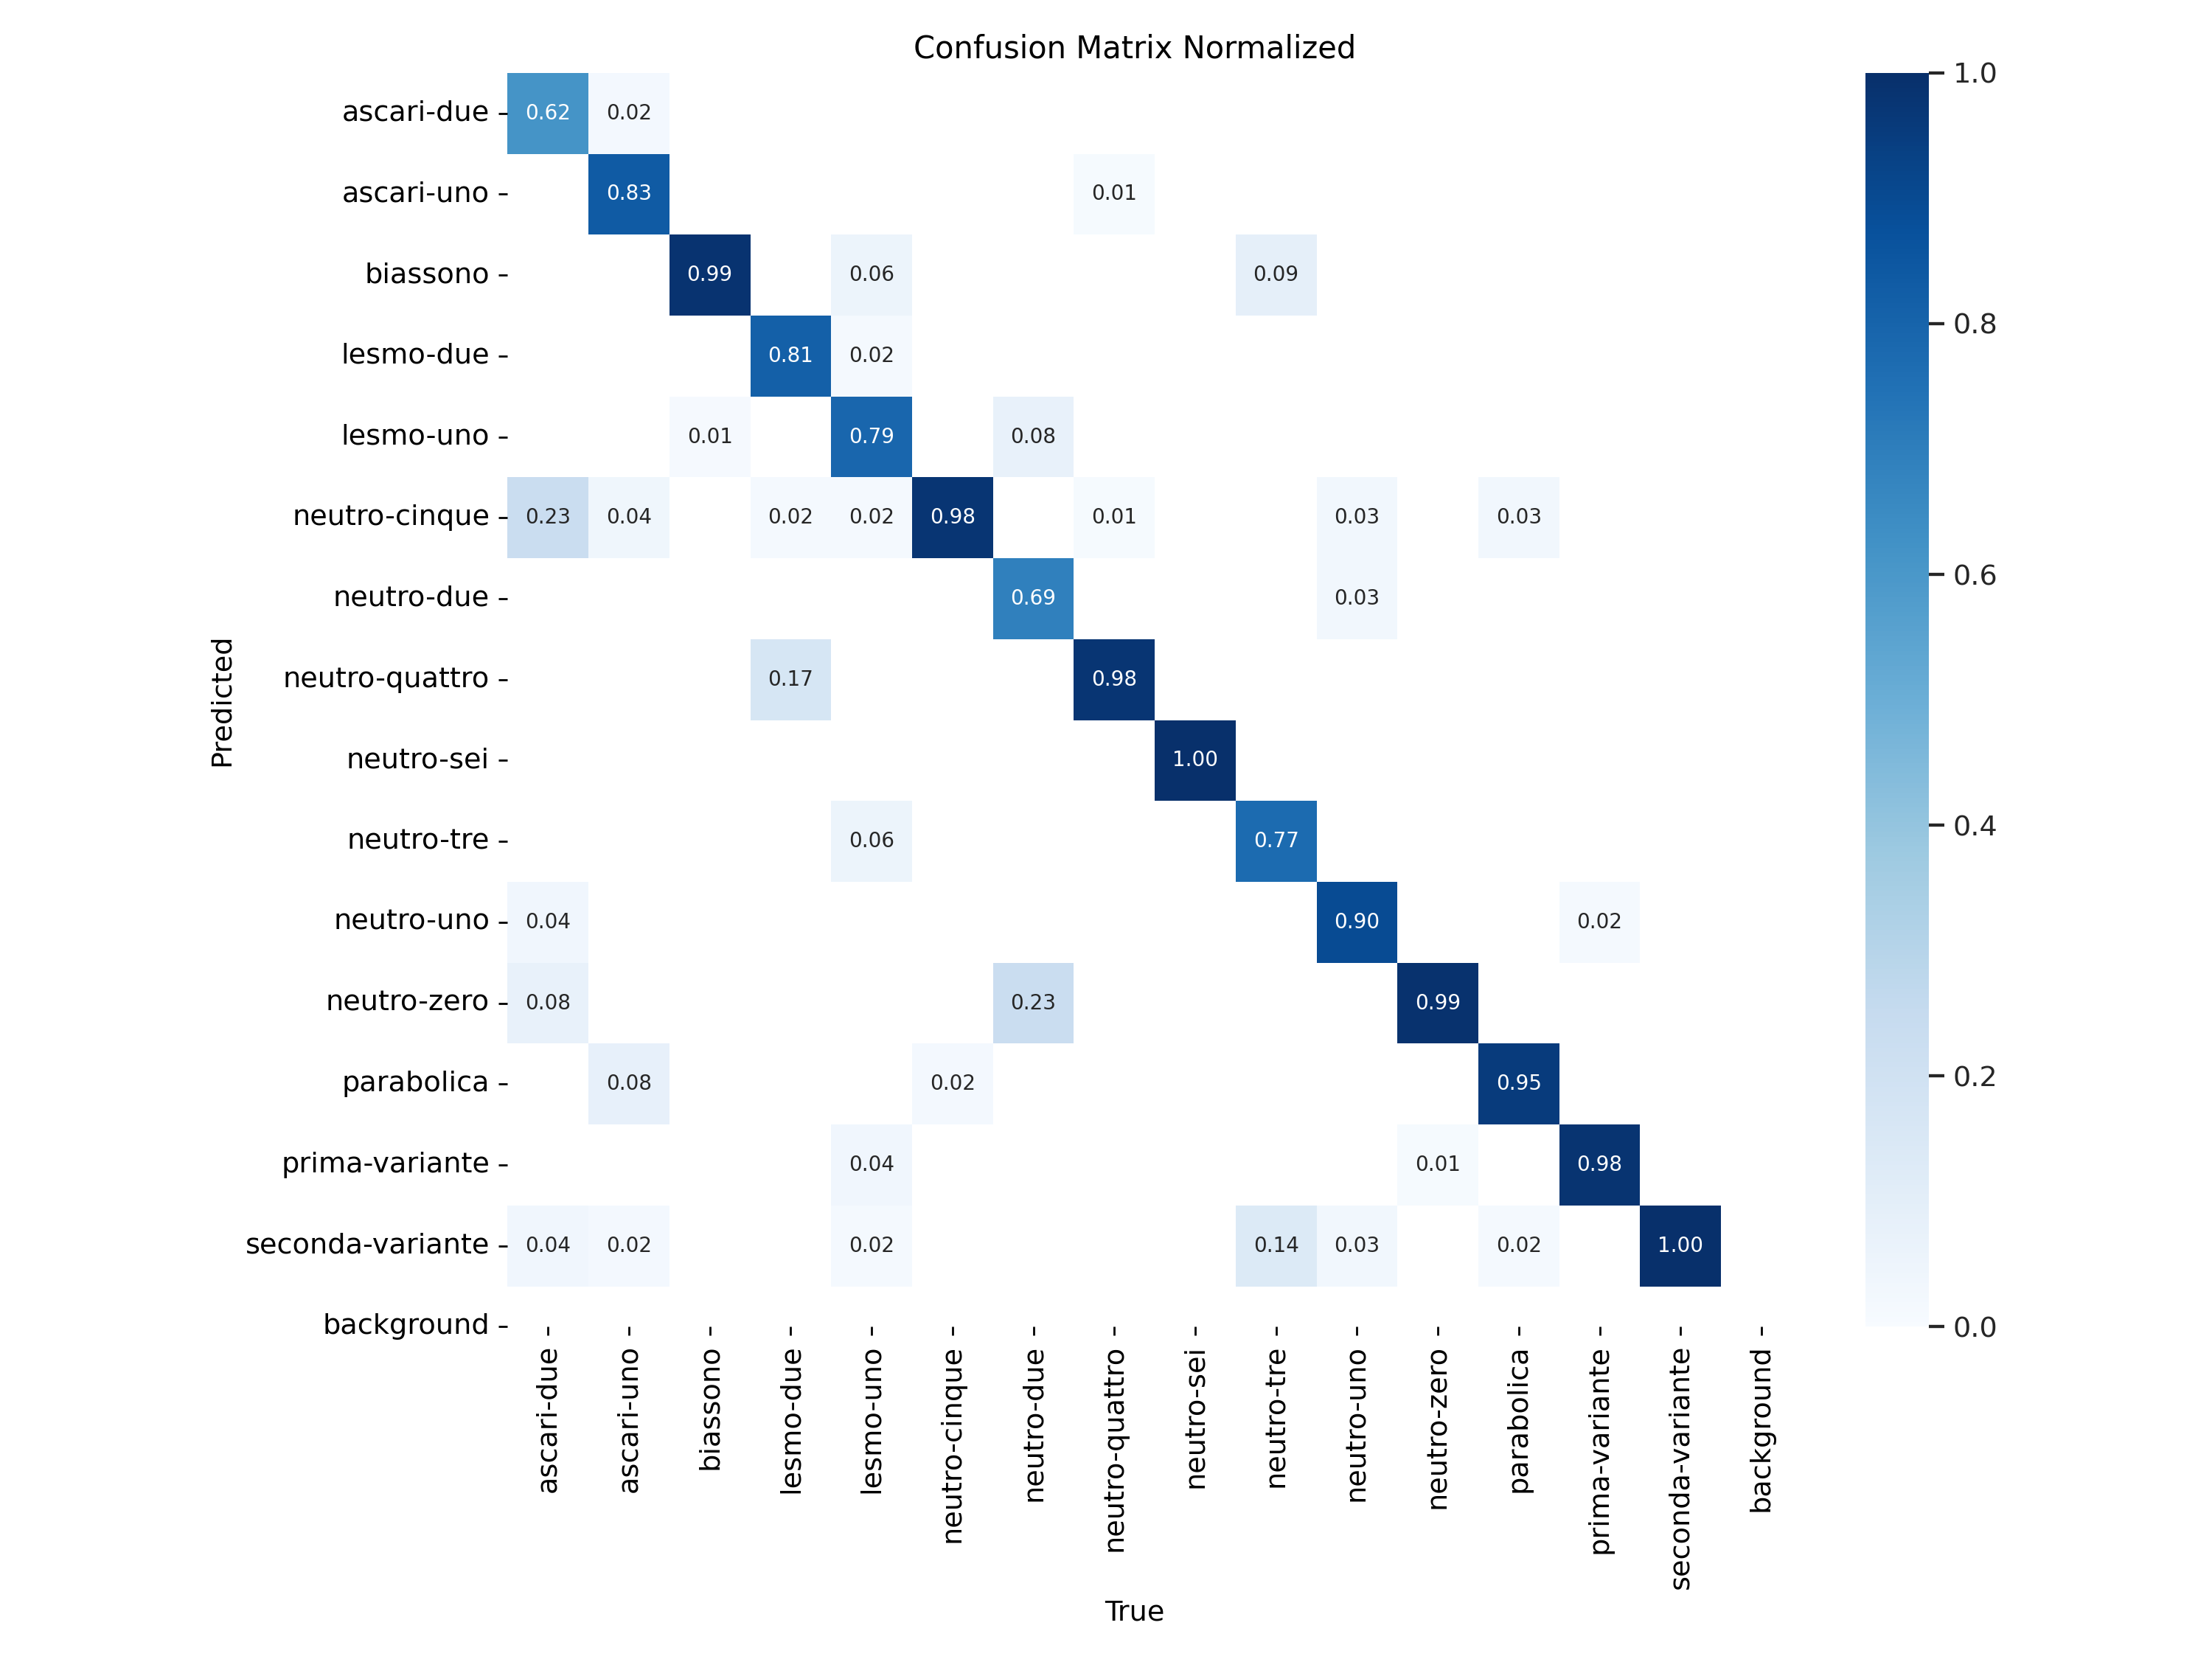 Confusion Matrix Normalized
ascari-due 0.62 0.02
ascari-uno 0.83 0.01
biassono 0.99 0.06 0.09
lesmo-due 0.81 0.02
lesmo-uno 0.01 0.79 0.08
neutro-cinque 0.23 0.04 0.02 0.02 0.98 0.01 0.03 0.03
neutro-due 0.69 0.03
neutro-quattro 0.17 0.98
neutro-sei 1.00
neutro-tre 0.06 0.77
neutro-uno 0.04 0.90 0.02
neutro-zero 0.08 0.23 0.99
parabolica 0.08 0.02 0.95
prima-variante 0.04 0.01 0.98
seconda-variante 0.04 0.02 0.02 0.14 0.03 0.02 1.00
background
Predicted
ascari-due
ascari-uno
biassono
lesmo-due
lesmo-uno
neutro-cinque
neutro-due
neutro-quattro
neutro-sei
neutro-tre
neutro-uno
neutro-zero
parabolica
prima-variante
seconda-variante
background
True
1.0
0.8
0.6
0.4
0.2
0.0